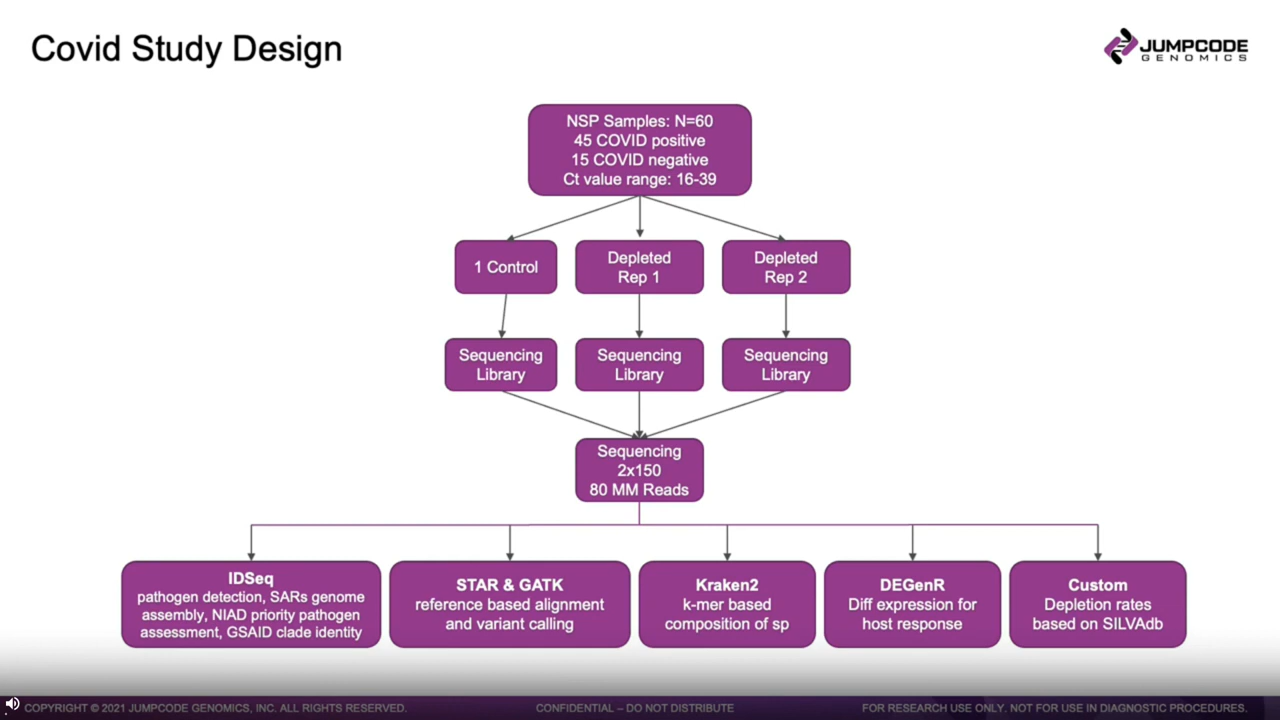 Covid Study Design
JUMPCODE
GENOMICS
NSP Samples: N=60
45 COVID positive
15 COVID negative
Ct value range: 16-39
1 Control
Depleted
Rep 1
Depleted
Rep 2
Sequencing
Library
Sequencing
Library
Sequencing
Library
Sequencing
2x150
80 MM Reads
IDSeq
pathogen detection, SARs genome
assembly, NIAD priority pathogen
assessment, GSAID clade identity
STAR & GATK
reference based alignment
and variant calling
Kraken2
k-mer based
composition of sp
DEGenR
Diff expression for
host response
Custom
Depletion rates
based on SILVAdb
COPYRIGHT © 2021 JUMPCODE GENOMICS, INC. ALL RIGHTS RESERVED.
CONFIDENTIAL – DO NOT DISTRIBUTE
FOR RESEARCH USE ONLY. NOT FOR USE IN DIAGNOSTIC PROCEDURES.